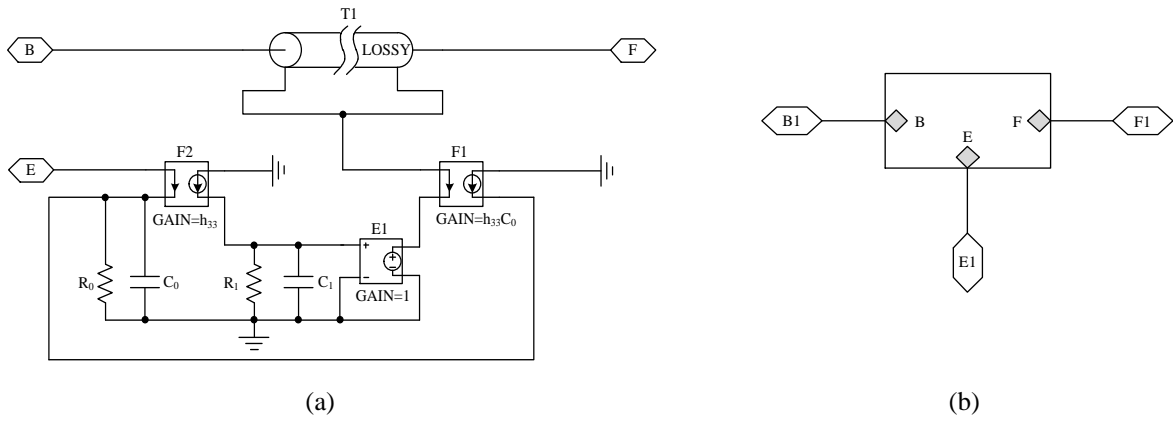 T1
B
LOSSY
F
E
F2
F1
GAIN=h₃₃
GAIN=h₃₃C₀
E1
+
−
+
−
GAIN=1
R₀
C₀
R₁
C₁
(a)
B1
B
F
F1
E
E1
(b)